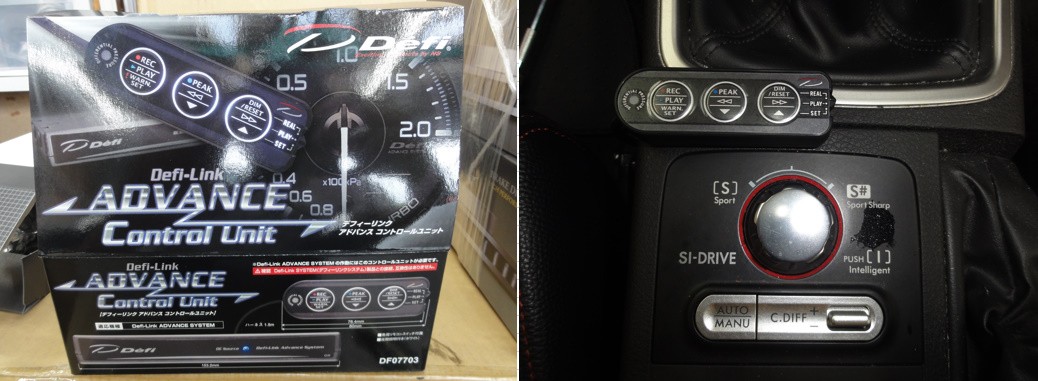 Defi
1.0
0.5
1.5
2.0
REC
PLAY
WARN.
SET
PEAK
DIM
/RESET
REAL
PLAY
SET
Defi
0.4
0.6
0.8
x100kPa
TURBO
Defi-Link
ADVANCE
Control Unit
デフィーリンク
アドバンス コントロールユニット
Defi-Link
ADVANCE
Control Unit
[デフィーリンク アドバンス コントロールユニット]
Defi-Link ADVANCE SYSTEM
Defi
Defi-Link Advance System
DF07703
REC
PLAY
WARN.
SET
PEAK
DIM
/RESET
REAL
PLAY
SET
[S]
Sport
S#
Sport Sharp
SI-DRIVE
PUSH [I]
Intelligent
AUTO
MANU
C.DIFF + −